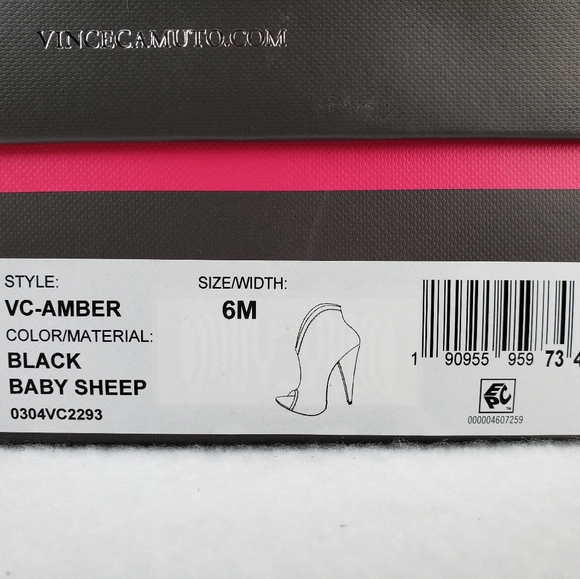 VINCECAMUTO.COM
STYLE:
VC-AMBER
COLOR/MATERIAL:
BLACK
BABY SHEEP
0304VC2293
SIZE/WIDTH:
6M
1 90955 959 73 4
EPC™
000004607259